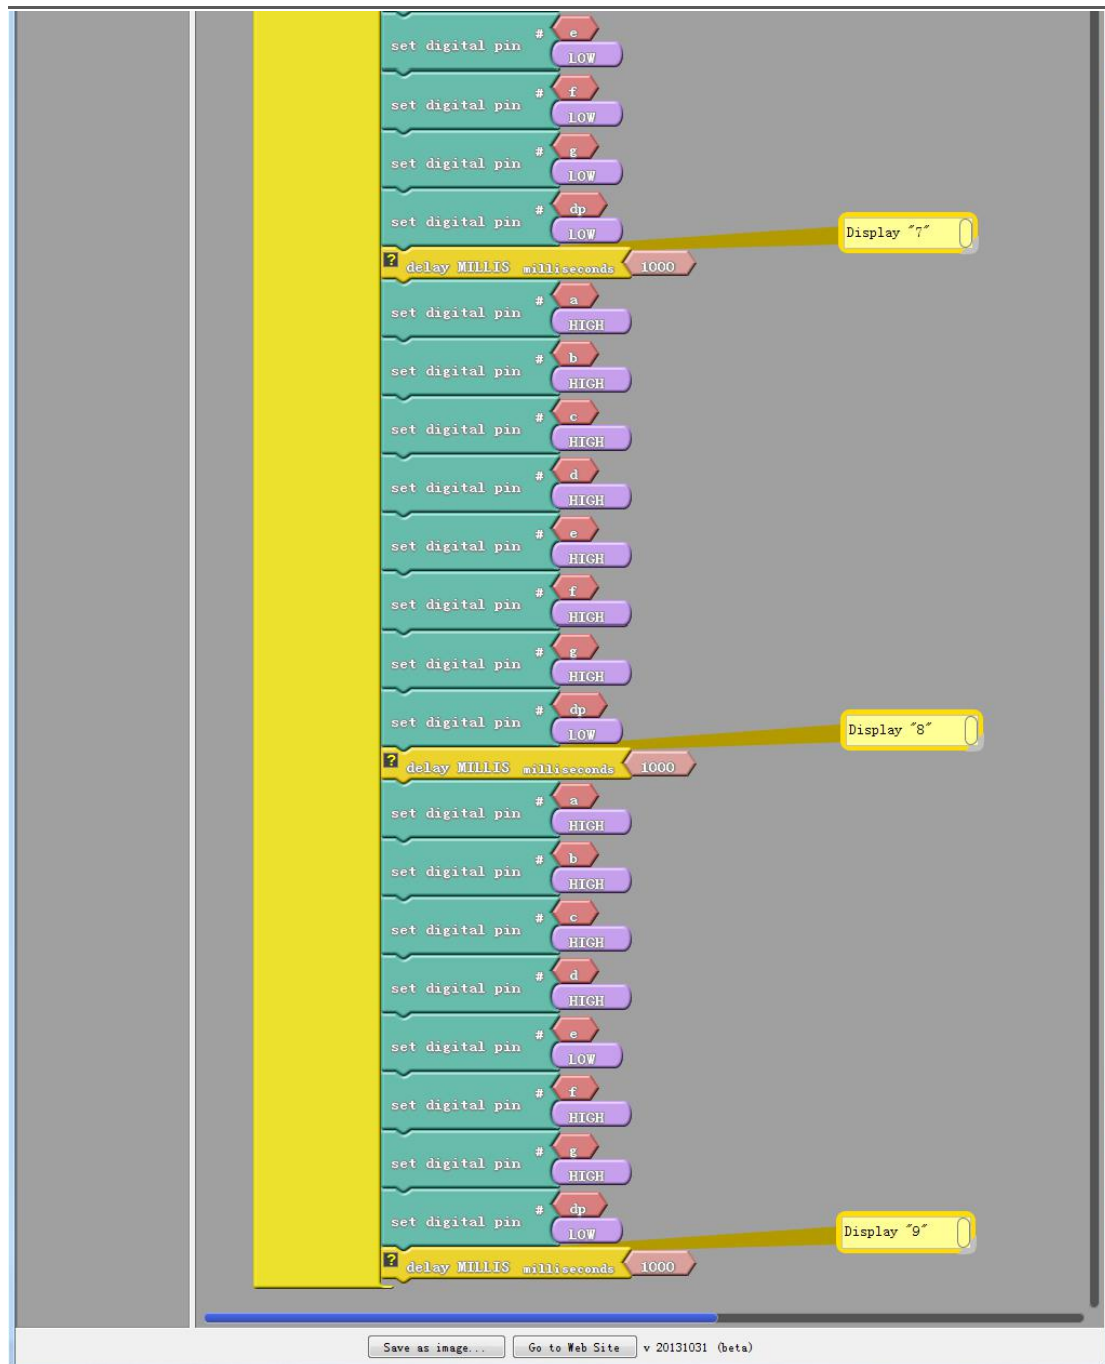 # e
set digital pin
LOW
# f
set digital pin
LOW
# g
set digital pin
LOW
# dp
set digital pin
LOW
Display "7"
? delay MILLIS milliseconds 1000
# a
set digital pin
HIGH
# b
set digital pin
HIGH
# c
set digital pin
HIGH
# d
set digital pin
HIGH
# e
set digital pin
HIGH
# f
set digital pin
HIGH
# g
set digital pin
HIGH
# dp
set digital pin
LOW
Display "8"
? delay MILLIS milliseconds 1000
# a
set digital pin
HIGH
# b
set digital pin
HIGH
# c
set digital pin
HIGH
# d
set digital pin
HIGH
# e
set digital pin
LOW
# f
set digital pin
HIGH
# g
set digital pin
HIGH
# dp
set digital pin
LOW
Display "9"
? delay MILLIS milliseconds 1000
Save as image... Go to Web Site v 20131031 (beta)